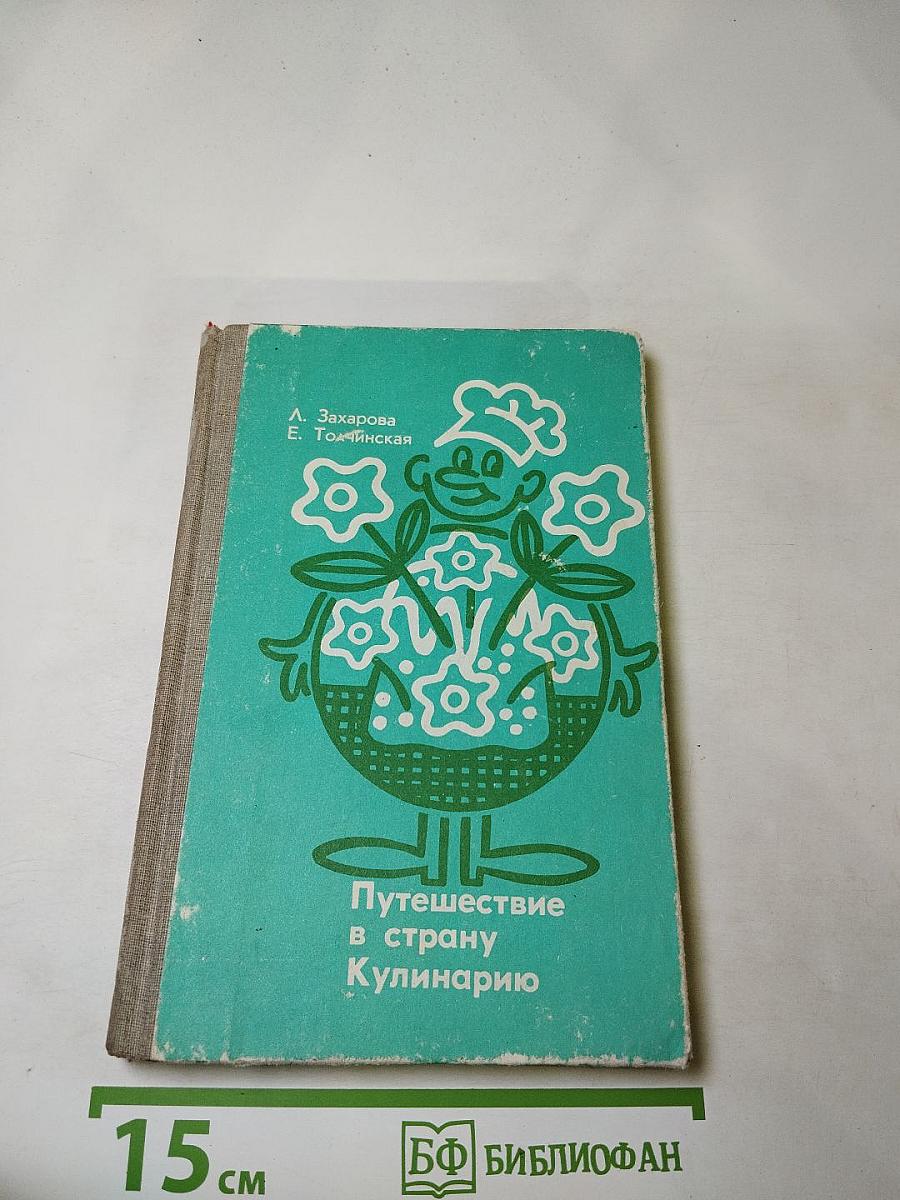 Л. Захарова
Е. Толчинская
Путешествие
в страну
Кулинарию
15 см
БФ БИБЛИОФАН